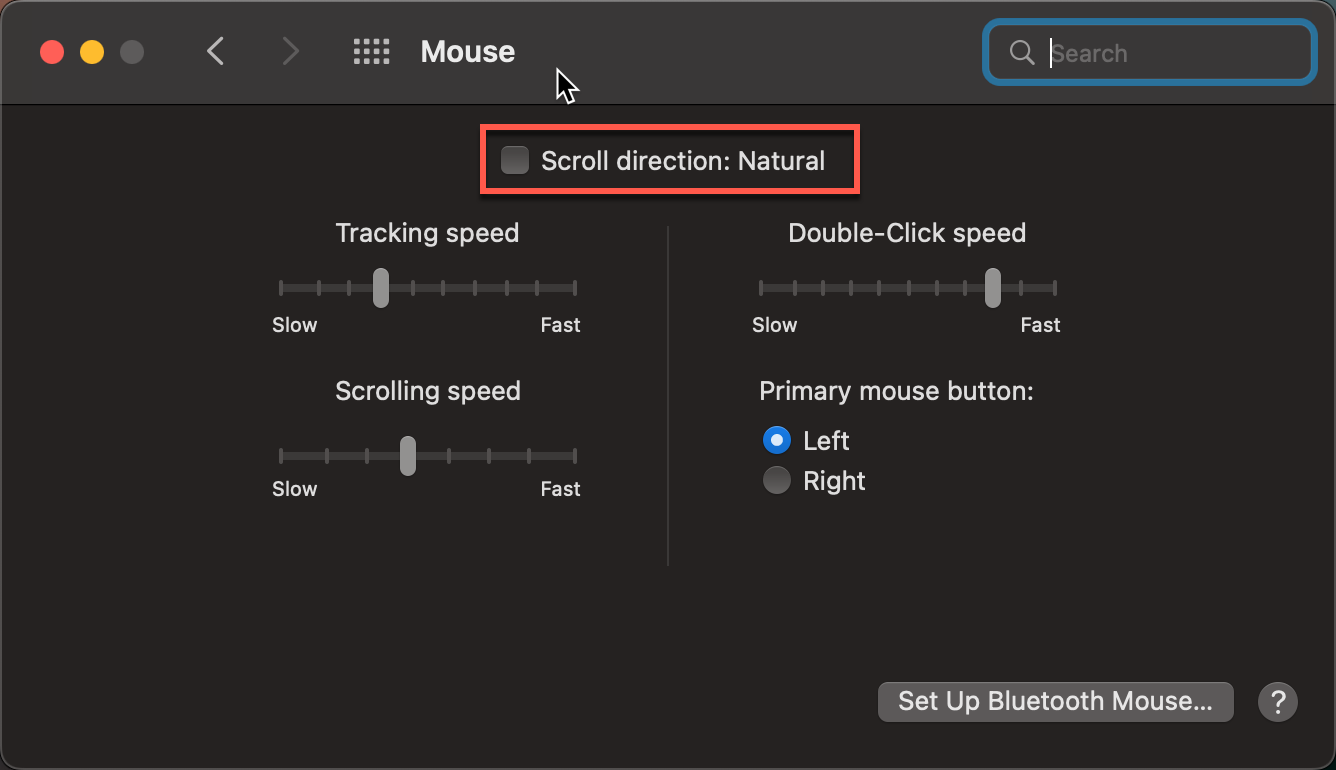 Mouse
Search
Scroll direction: Natural
Tracking speed
Slow
Fast
Double-Click speed
Slow
Fast
Scrolling speed
Slow
Fast
Primary mouse button:
Left
Right
Set Up Bluetooth Mouse...
?